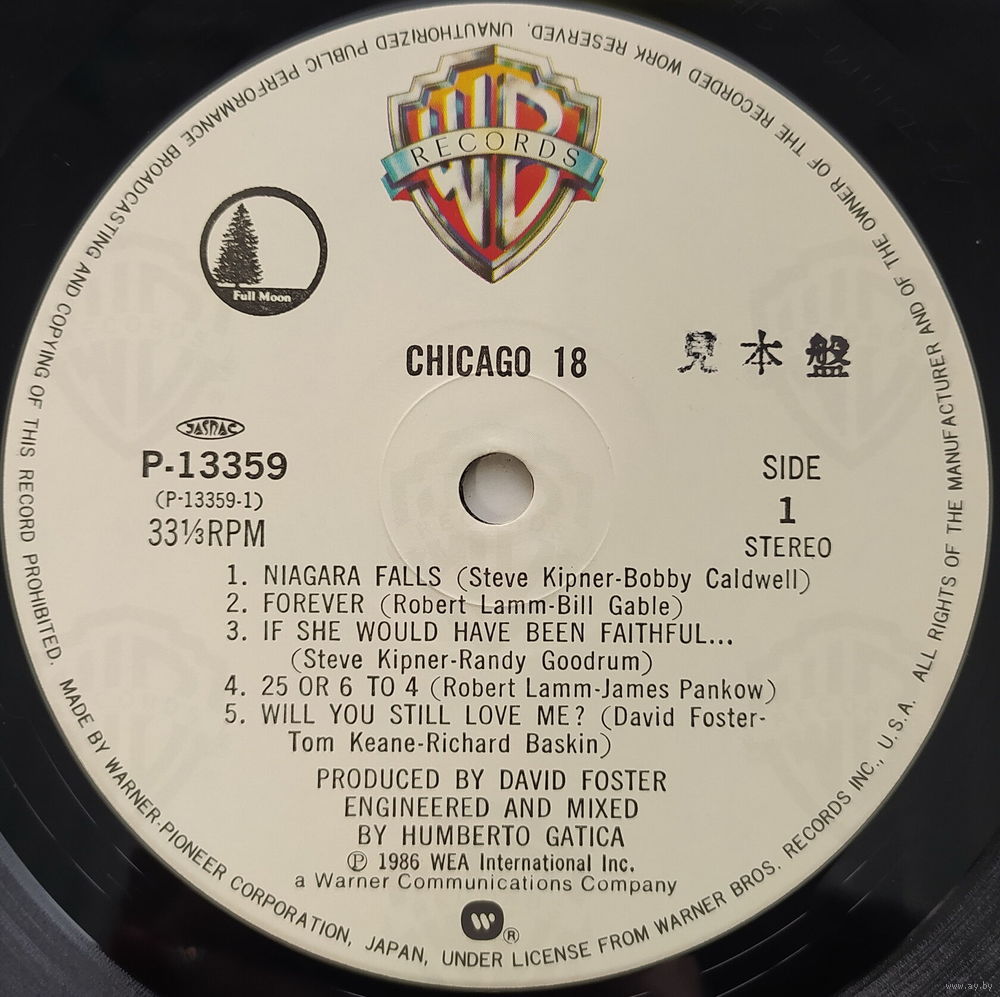 RECORDS
Full Moon
CHICAGO 18
見本盤
JASRAC
P-13359
(P-13359-1)
33⅓RPM
SIDE
1
STEREO
1. NIAGARA FALLS (Steve Kipner-Bobby Caldwell)
2. FOREVER (Robert Lamm-Bill Gable)
3. IF SHE WOULD HAVE BEEN FAITHFUL...
(Steve Kipner-Randy Goodrum)
4. 25 OR 6 TO 4 (Robert Lamm-James Pankow)
5. WILL YOU STILL LOVE ME? (David Foster-
Tom Keane-Richard Baskin)
PRODUCED BY DAVID FOSTER
ENGINEERED AND MIXED
BY HUMBERTO GATICA
Ⓟ 1986 WEA International Inc.
a Warner Communications Company
®
MADE BY WARNER-PIONEER CORPORATION, JAPAN, UNDER LICENSE FROM WARNER BROS. RECORDS INC., U.S.A. ALL RIGHTS OF THE MANUFACTURER AND OF THE OWNER OF THE RECORDED WORK RESERVED. UNAUTHORIZED PUBLIC PERFORMANCE BROADCASTING AND COPYING OF THIS RECORD PROHIBITED.
www.ay.by